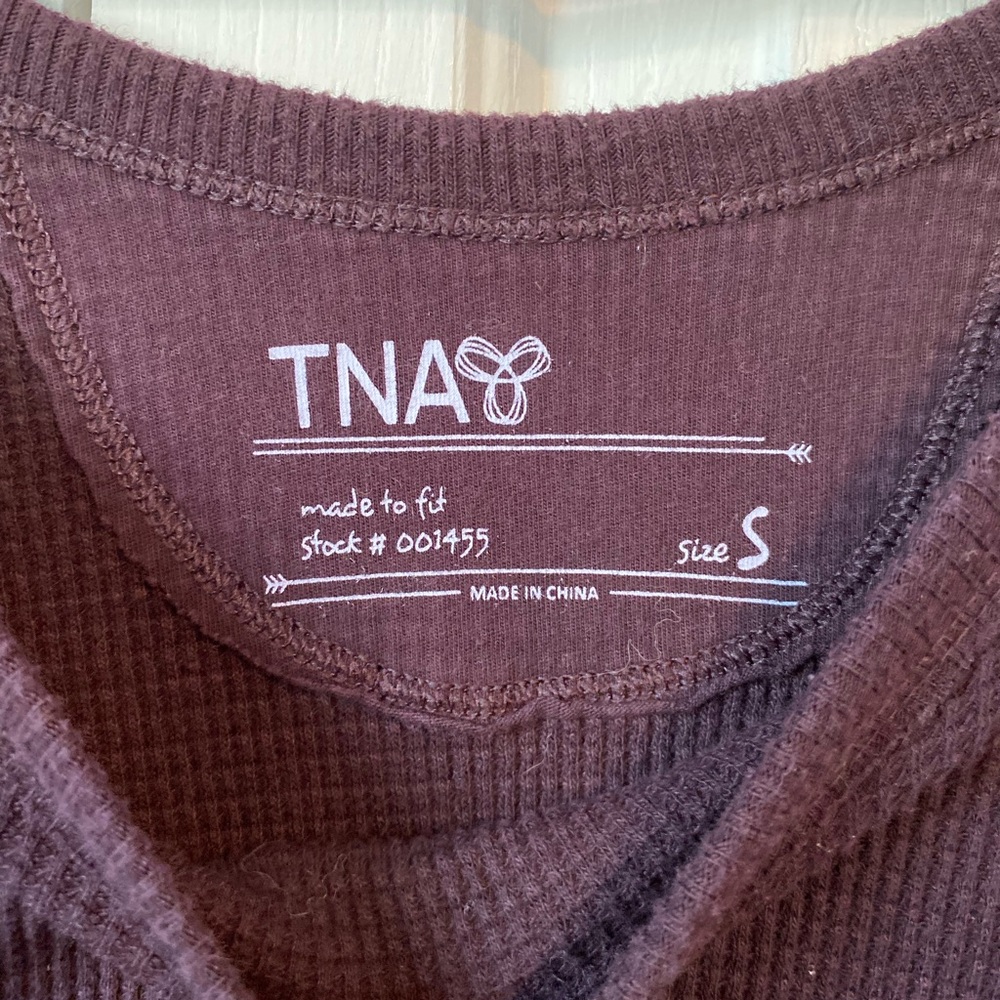 TNA
made to fit
stock # 001455
size S
MADE IN CHINA